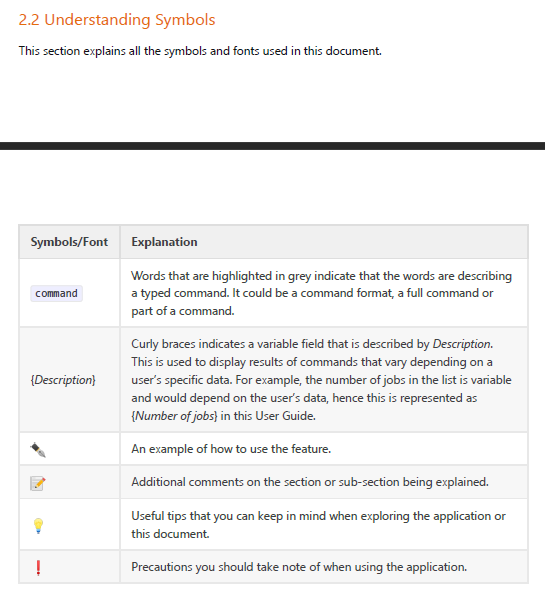 2.2 Understanding Symbols
This section explains all the symbols and fonts used in this document.
Symbols/Font Explanation
command
Words that are highlighted in grey indicate that the words are describing
a typed command. It could be a command format, a full command or
part of a command.
{Description}
Curly braces indicates a variable field that is described by Description.
This is used to display results of commands that vary depending on a
user's specific data. For example, the number of jobs in the list is variable
and would depend on the user's data, hence this is represented as
{Number of jobs} in this User Guide.
An example of how to use the feature.
Additional comments on the section or sub-section being explained.
Useful tips that you can keep in mind when exploring the application or
this document.
Precautions you should take note of when using the application.